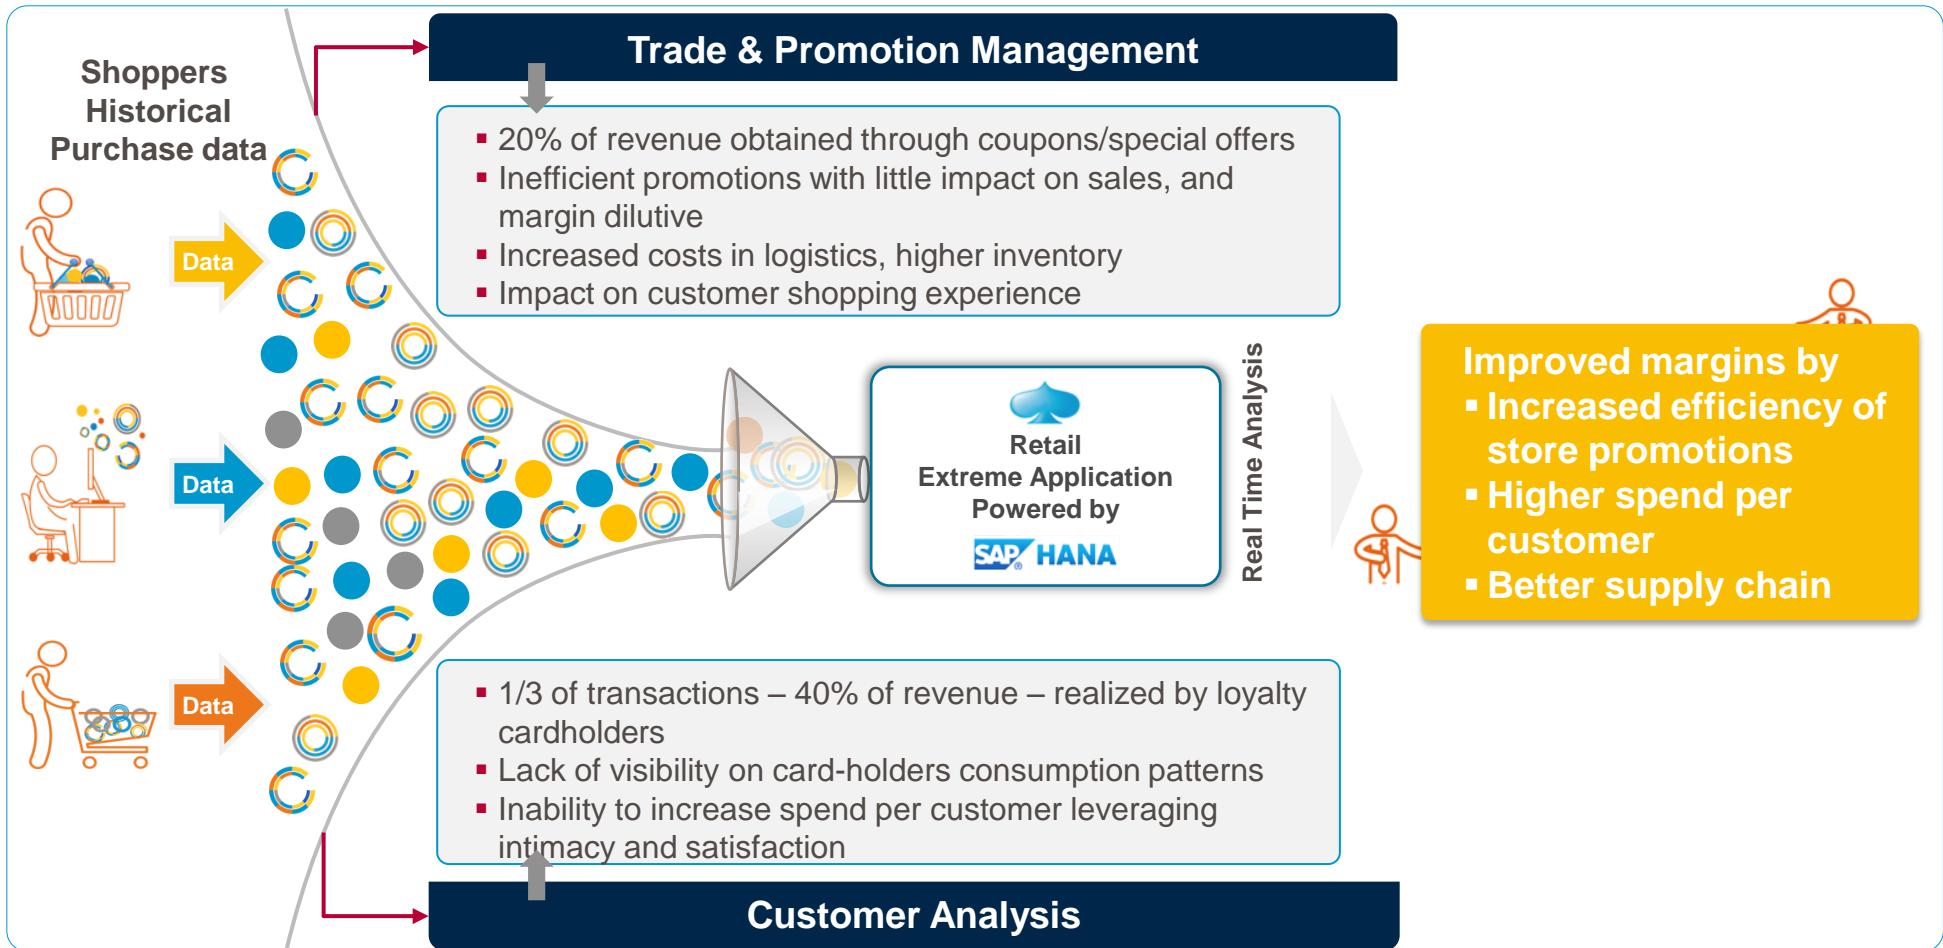 Trade & Promotion Management
Shoppers
Historical
Purchase data
▪ 20% of revenue obtained through coupons/special offers
▪ Inefficient promotions with little impact on sales, and
margin dilutive
▪ Increased costs in logistics, higher inventory
▪ Impact on customer shopping experience
Data
Data
Data
Retail
Extreme Application
Powered by
SAP® HANA
Real Time Analysis
Improved margins by
▪ Increased efficiency of
store promotions
▪ Higher spend per
customer
▪ Better supply chain
▪ 1/3 of transactions – 40% of revenue – realized by loyalty
cardholders
▪ Lack of visibility on card-holders consumption patterns
▪ Inability to increase spend per customer leveraging
intimacy and satisfaction
Customer Analysis